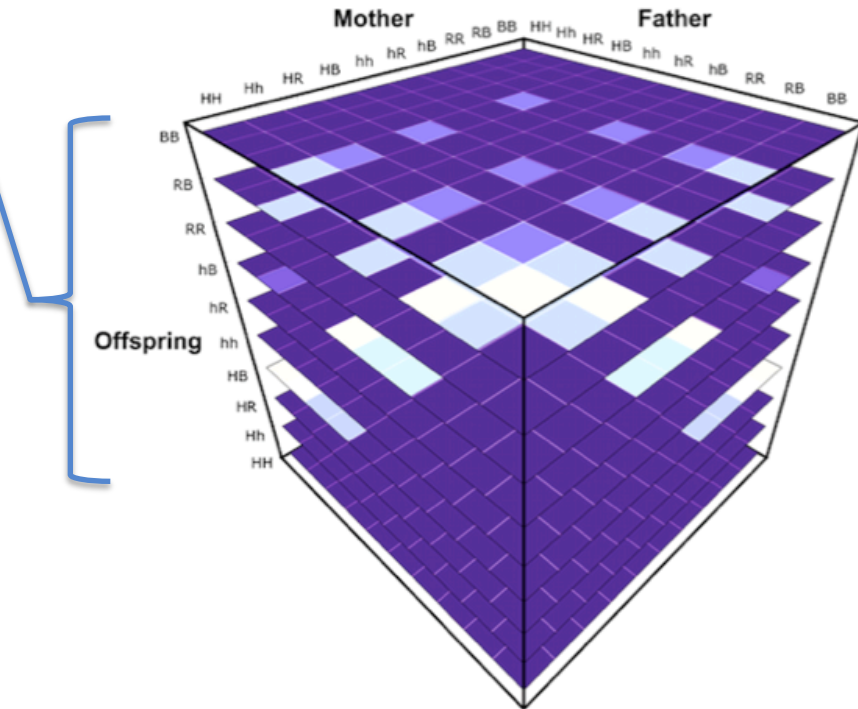 Mother
Father
HH Hh HR HB hh hR hB RR RB BB
HH Hh HR HB hh hR hB RR RB BB
BB
RB
RR
hB
hR
Offspring hh
HB
HR
Hh
HH